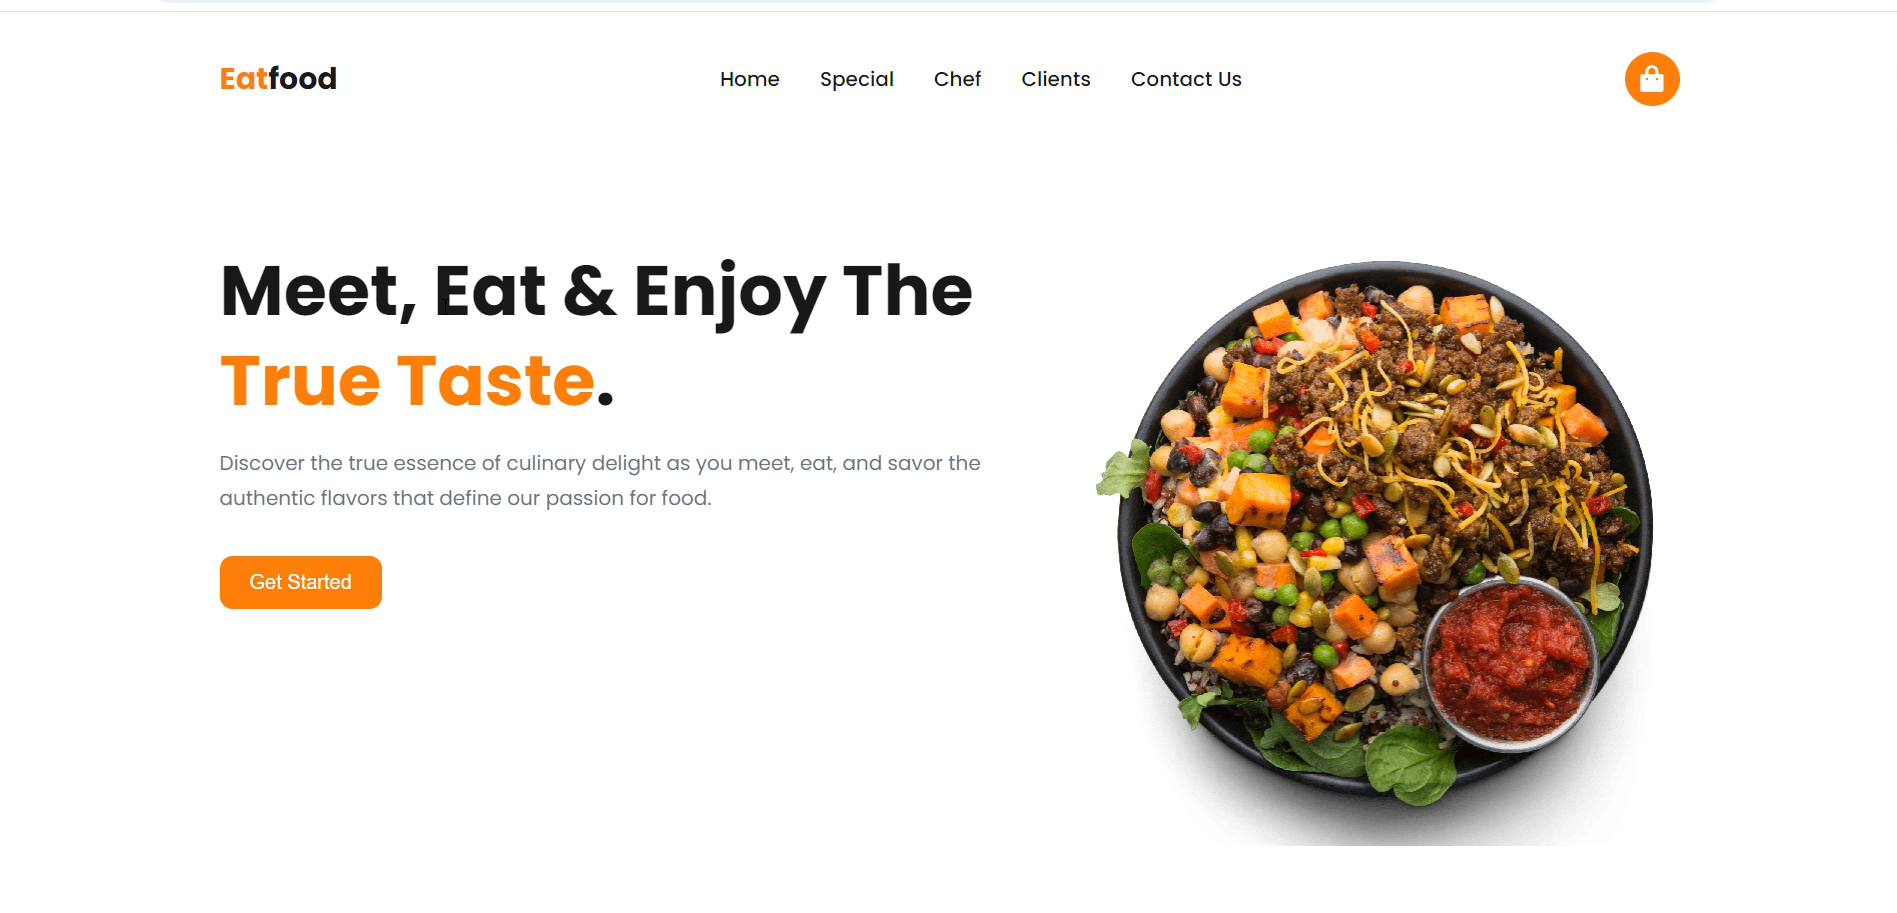 Eatfood
Home Special Chef Clients Contact Us
Meet, Eat & Enjoy The
True Taste.
Discover the true essence of culinary delight as you meet, eat, and savor the
authentic flavors that define our passion for food.
Get Started